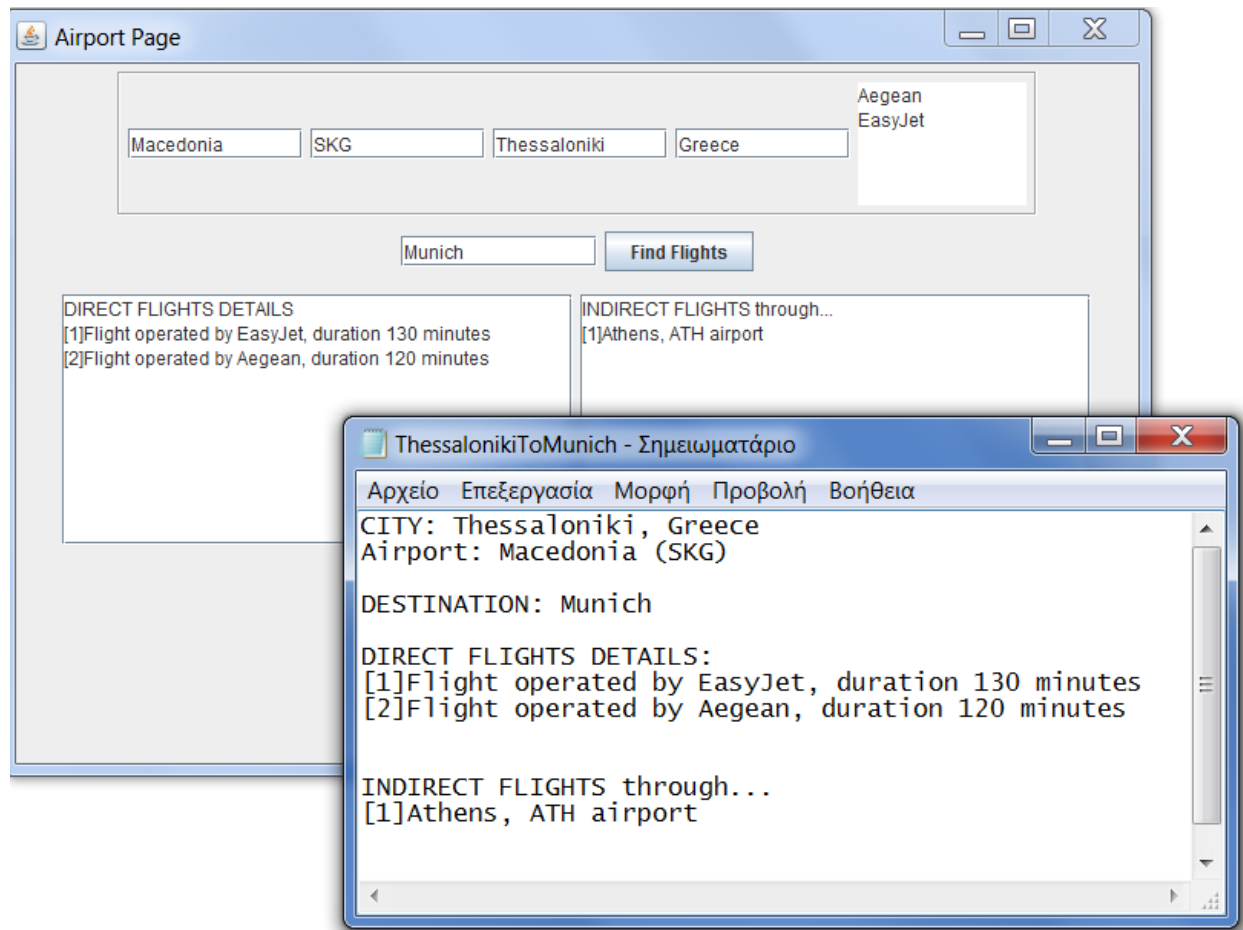 Airport Page
Aegean
EasyJet
Macedonia SKG Thessaloniki Greece
Munich Find Flights
DIRECT FLIGHTS DETAILS
[1]Flight operated by EasyJet, duration 130 minutes
[2]Flight operated by Aegean, duration 120 minutes
INDIRECT FLIGHTS through...
[1]Athens, ATH airport
ThessalonikiToMunich - Σημειωματάριο
Αρχείο Επεξεργασία Μορφή Προβολή Βοήθεια
CITY: Thessaloniki, Greece
Airport: Macedonia (SKG)
DESTINATION: Munich
DIRECT FLIGHTS DETAILS:
[1]Flight operated by EasyJet, duration 130 minutes
[2]Flight operated by Aegean, duration 120 minutes
INDIRECT FLIGHTS through...
[1]Athens, ATH airport